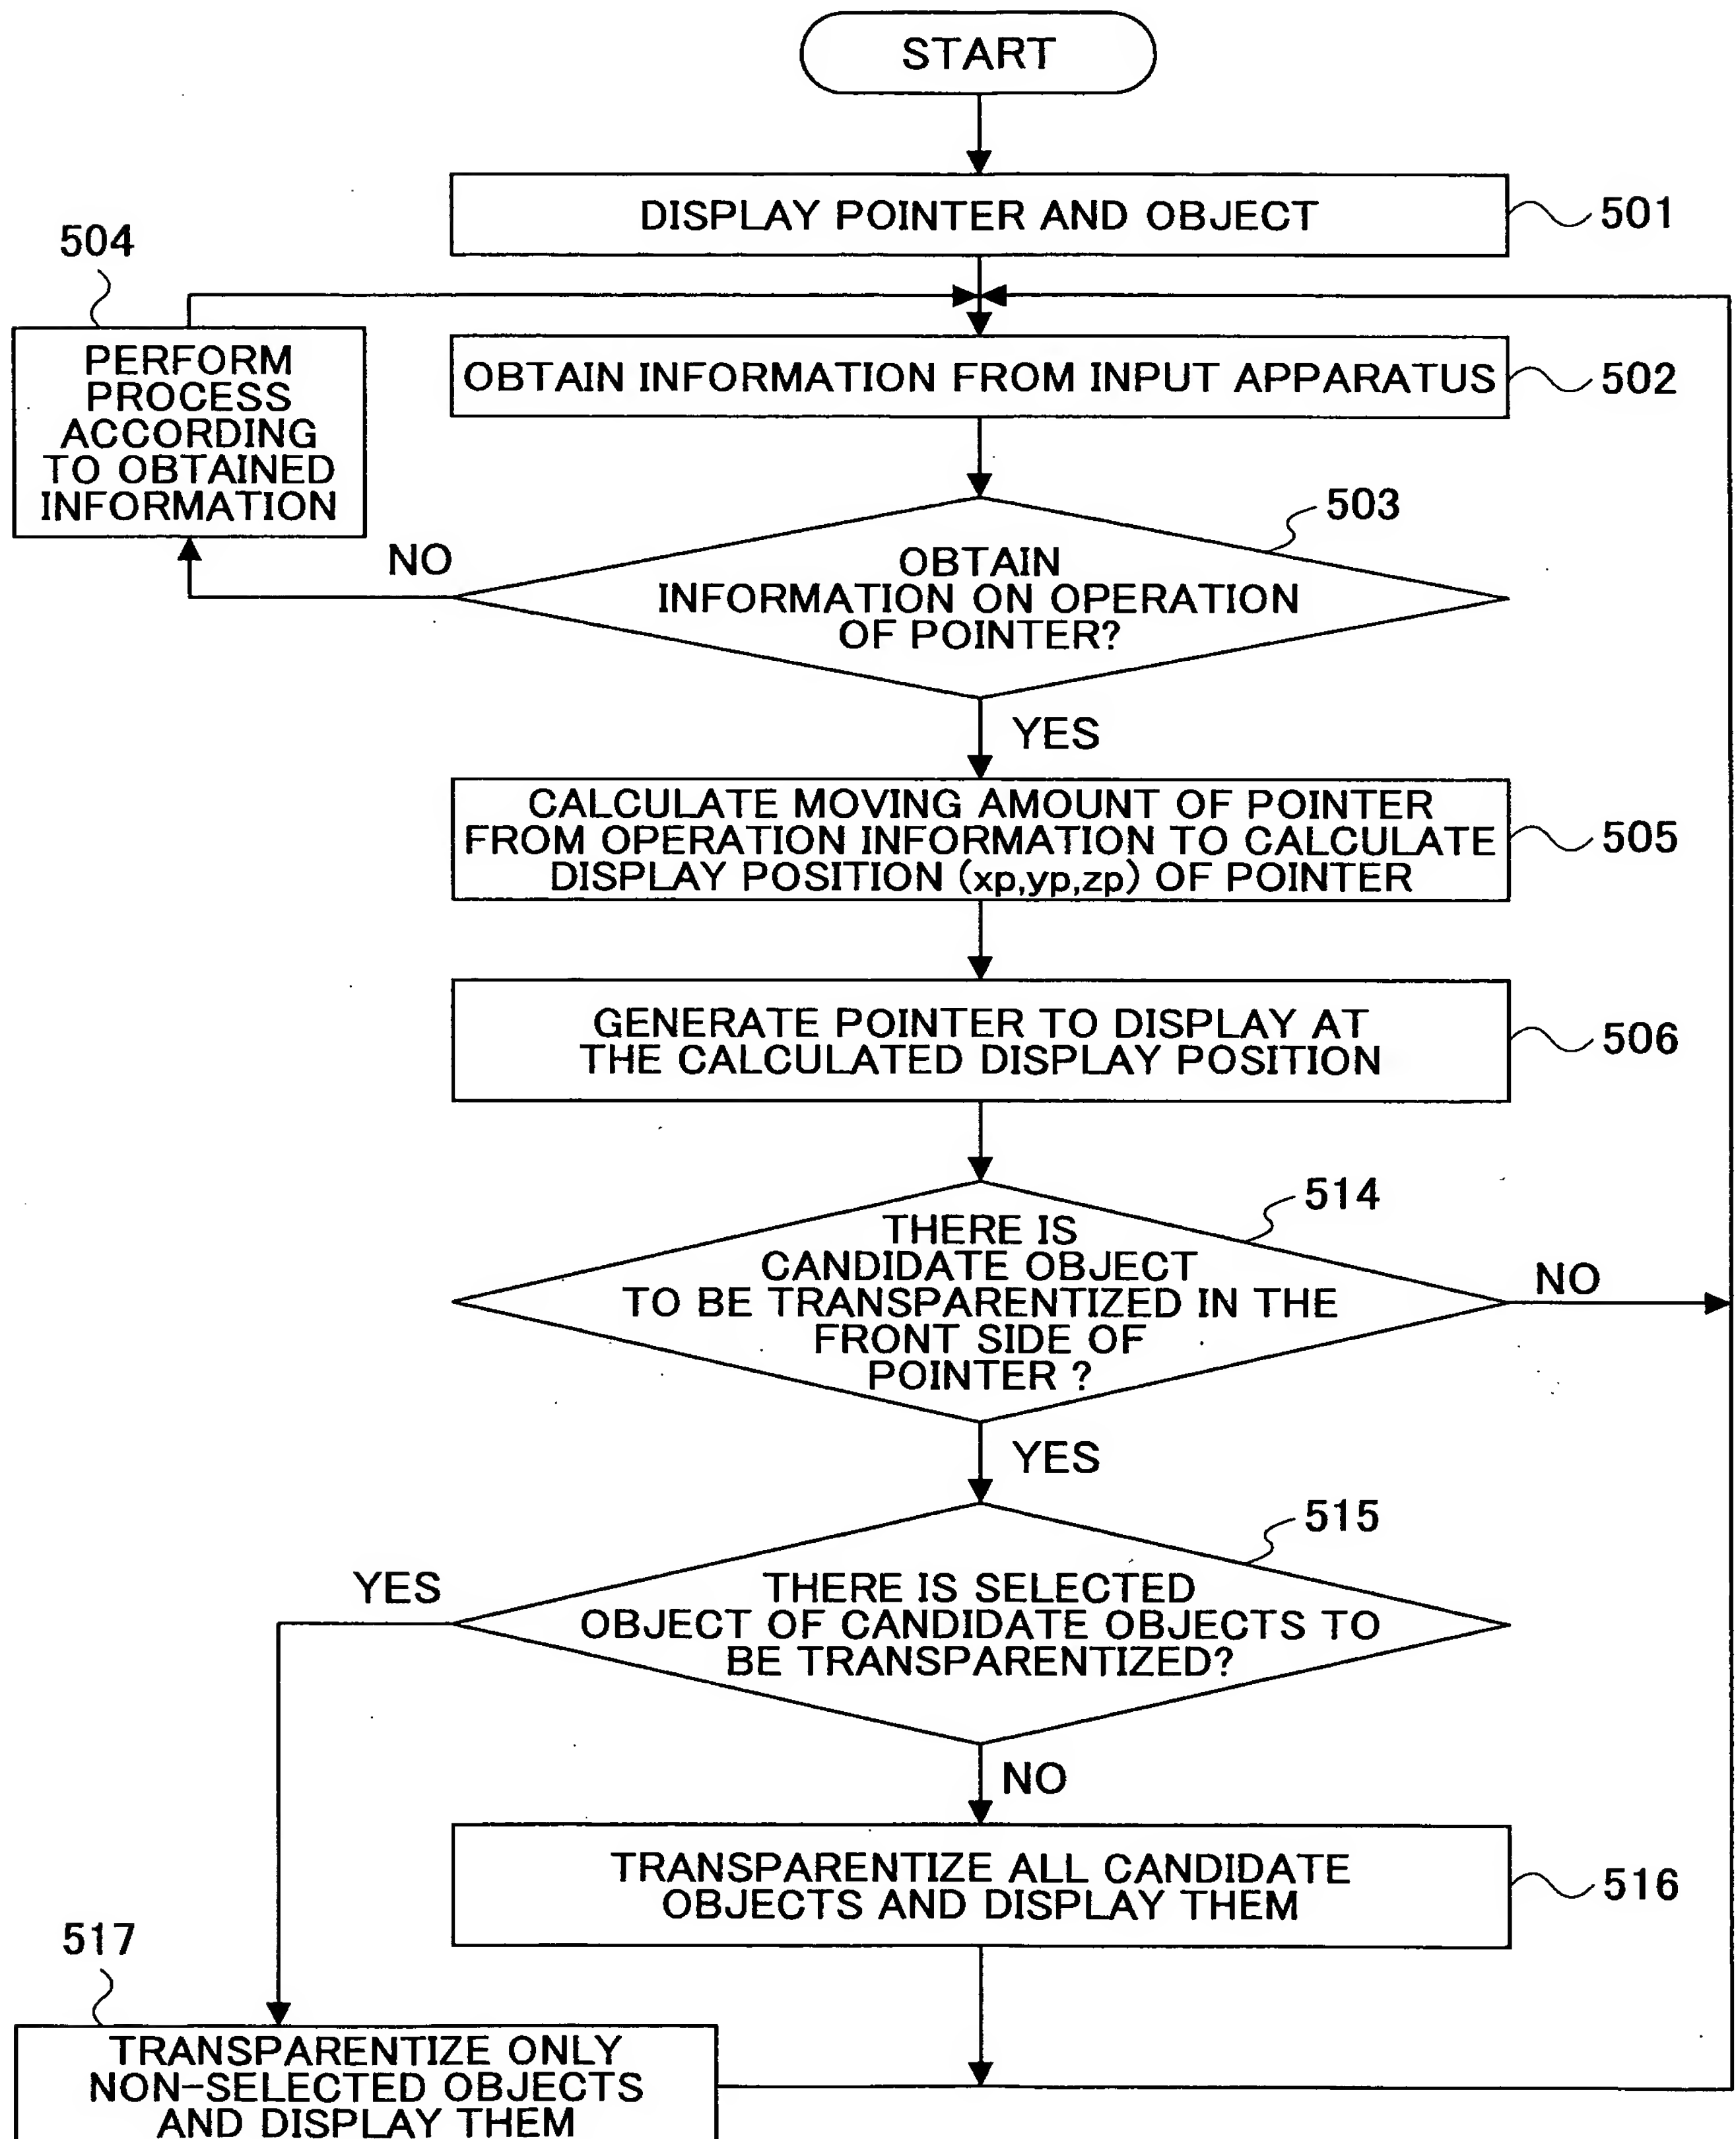 START
DISPLAY POINTER AND OBJECT
501
504
PERFORM
PROCESS
ACCORDING
TO OBTAINED
INFORMATION
OBTAIN INFORMATION FROM INPUT APPARATUS
502
503
NO
OBTAIN
INFORMATION ON OPERATION
OF POINTER?
YES
CALCULATE MOVING AMOUNT OF POINTER
FROM OPERATION INFORMATION TO CALCULATE
DISPLAY POSITION (xp,yp,zp) OF POINTER
505
GENERATE POINTER TO DISPLAY AT
THE CALCULATED DISPLAY POSITION
506
514
THERE IS
CANDIDATE OBJECT
TO BE TRANSPARENTIZED IN THE
FRONT SIDE OF
POINTER ?
NO
YES
515
YES
THERE IS SELECTED
OBJECT OF CANDIDATE OBJECTS TO
BE TRANSPARENTIZED?
NO
TRANSPARENTIZE ALL CANDIDATE
OBJECTS AND DISPLAY THEM
516
517
TRANSPARENTIZE ONLY
NON-SELECTED OBJECTS
AND DISPLAY THEM